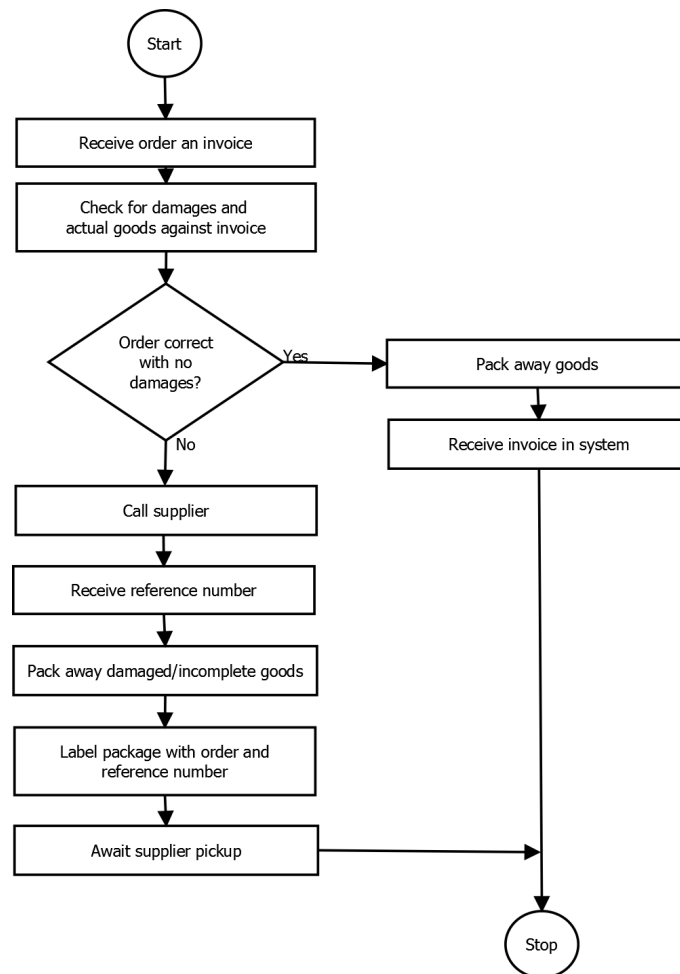 Start
Receive order an invoice
Check for damages and
actual goods against invoice
Order correct
with no
damages?
Yes
Pack away goods
Receive invoice in system
No
Call supplier
Receive reference number
Pack away damaged/incomplete goods
Label package with order and
reference number
Await supplier pickup
Stop